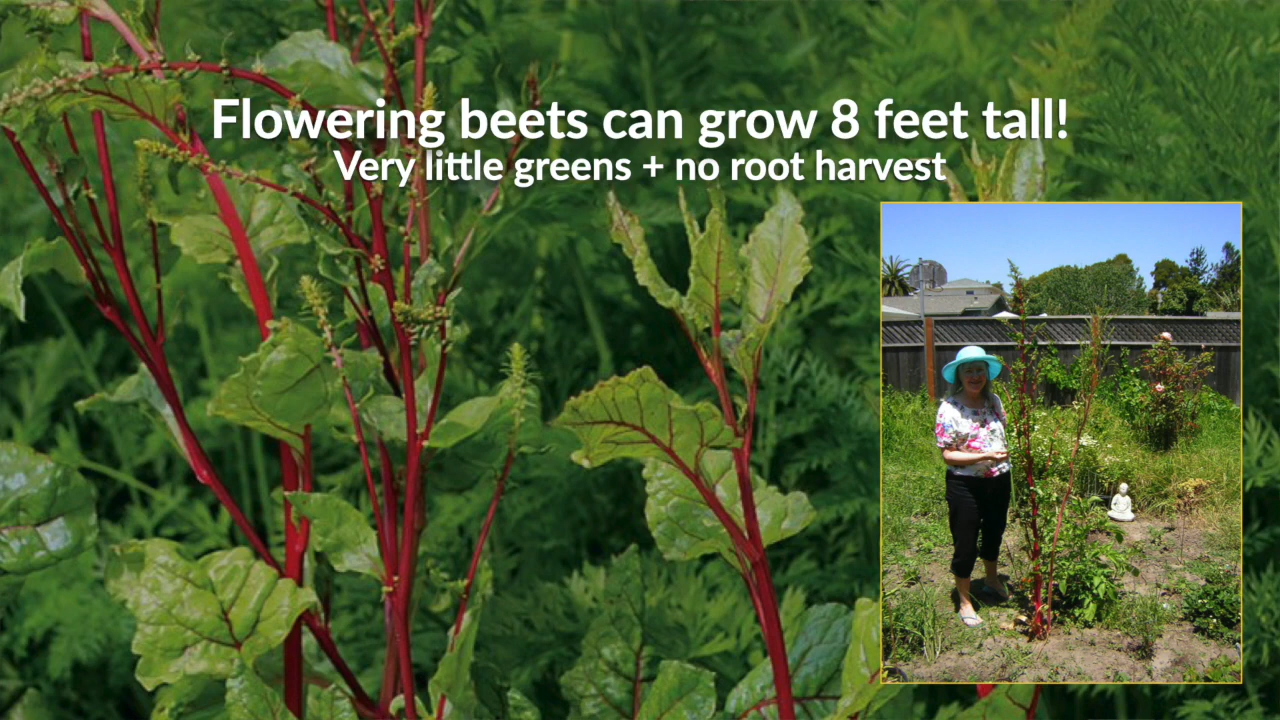 Flowering beets can grow 8 feet tall!
Very little greens + no root harvest